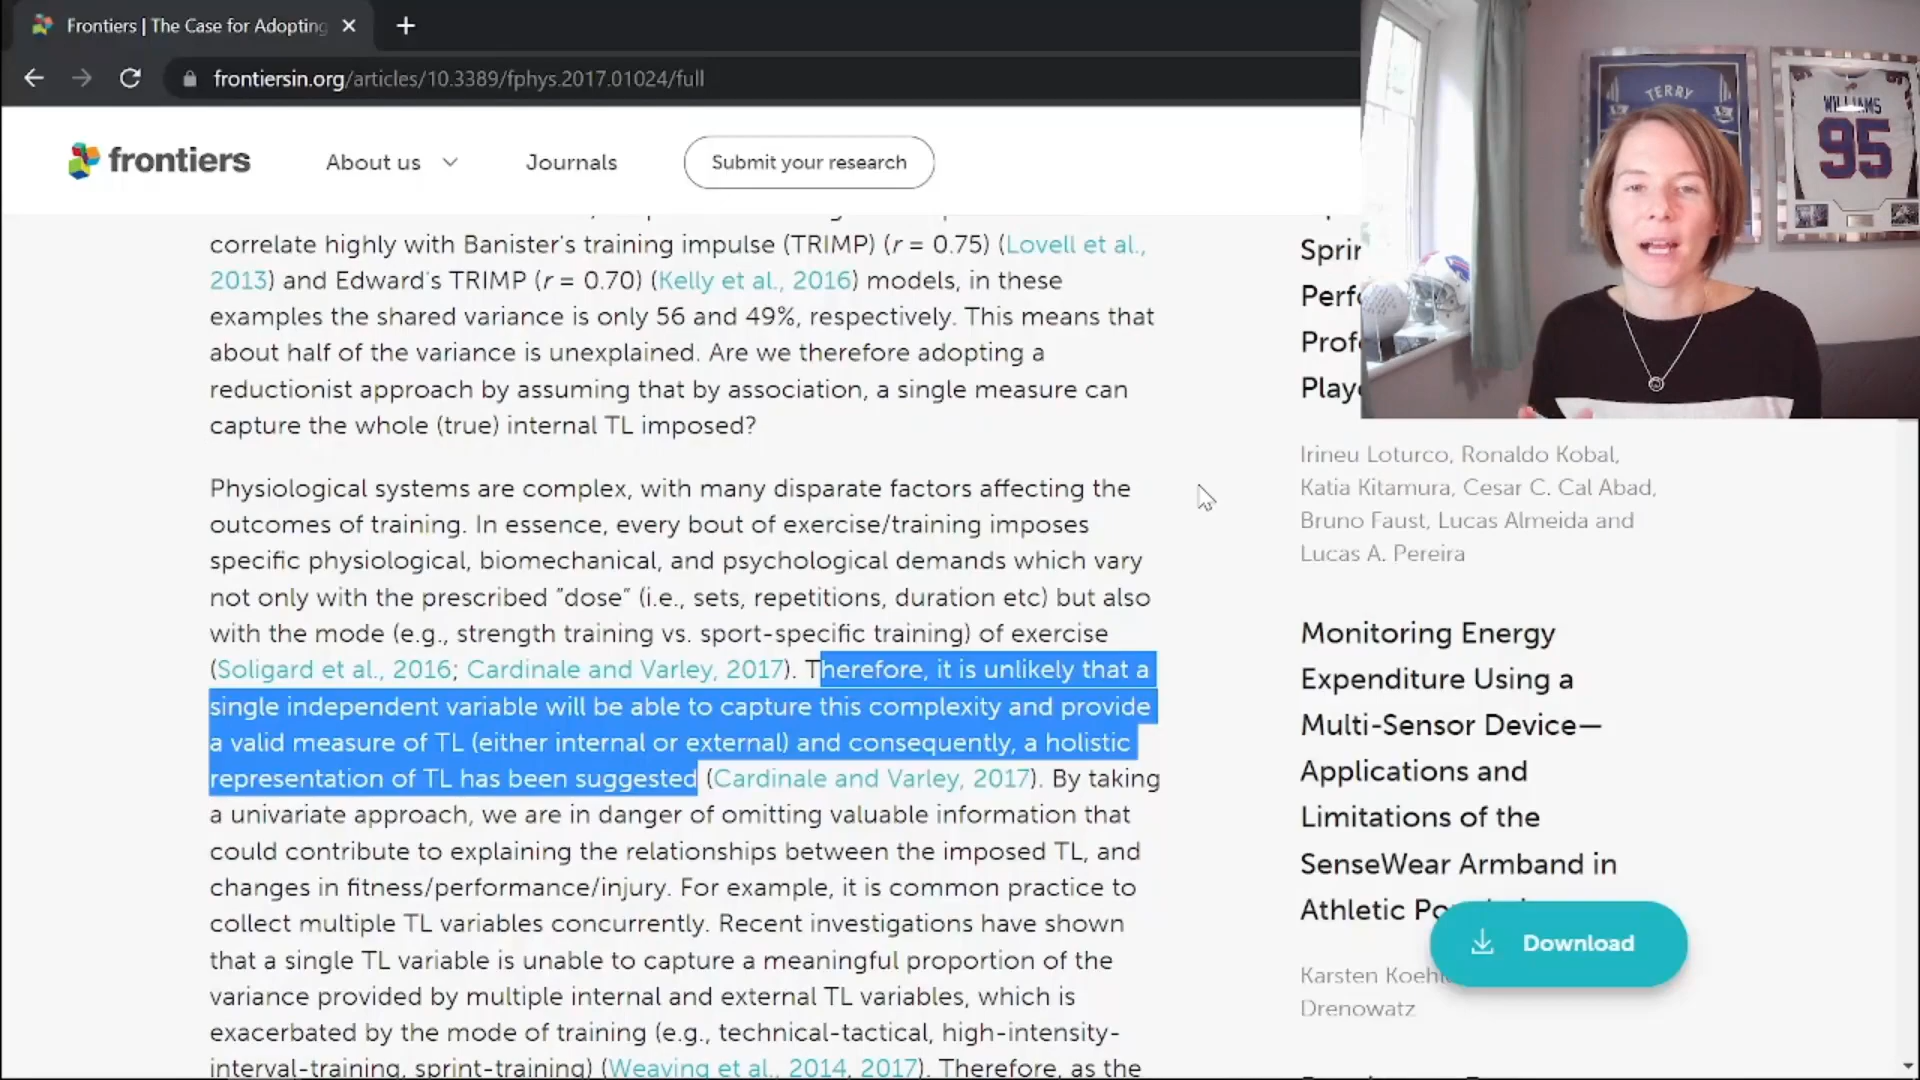 Frontiers | The Case for Adopting
frontiersin.org/articles/10.3389/fphys.2017.01024/full
frontiers
About us
Journals
Submit your research
correlate highly with Banister's training impulse (TRIMP) (r = 0.75) (Lovell et al.,
2013) and Edward's TRIMP (r = 0.70) (Kelly et al., 2016) models, in these
examples the shared variance is only 56 and 49%, respectively. This means that
about half of the variance is unexplained. Are we therefore adopting a
reductionist approach by assuming that by association, a single measure can
capture the whole (true) internal TL imposed?
Physiological systems are complex, with many disparate factors affecting the
outcomes of training. In essence, every bout of exercise/training imposes
specific physiological, biomechanical, and psychological demands which vary
not only with the prescribed "dose" (i.e., sets, repetitions, duration etc) but also
with the mode (e.g., strength training vs. sport-specific training) of exercise
(Soligard et al., 2016; Cardinale and Varley, 2017). Therefore, it is unlikely that a
single independent variable will be able to capture this complexity and provide
a valid measure of TL (either internal or external) and consequently, a holistic
representation of TL has been suggested (Cardinale and Varley, 2017). By taking
a univariate approach, we are in danger of omitting valuable information that
could contribute to explaining the relationships between the imposed TL, and
changes in fitness/performance/injury. For example, it is common practice to
collect multiple TL variables concurrently. Recent investigations have shown
that a single TL variable is unable to capture a meaningful proportion of the
variance provided by multiple internal and external TL variables, which is
exacerbated by the mode of training (e.g., technical-tactical, high-intensity-
interval-training, sprint-training) (Weaving et al., 2014, 2017). Therefore, as the
TERRY
WILLIAMS
95
Sprin
Perfo
Profe
Playe
Irineu Loturco, Ronaldo Kobal,
Katia Kitamura, Cesar C. Cal Abad,
Bruno Faust, Lucas Almeida and
Lucas A. Pereira
Monitoring Energy
Expenditure Using a
Multi-Sensor Device—
Applications and
Limitations of the
SenseWear Armband in
Athletic Po
Download
Karsten Koehl
Drenowatz